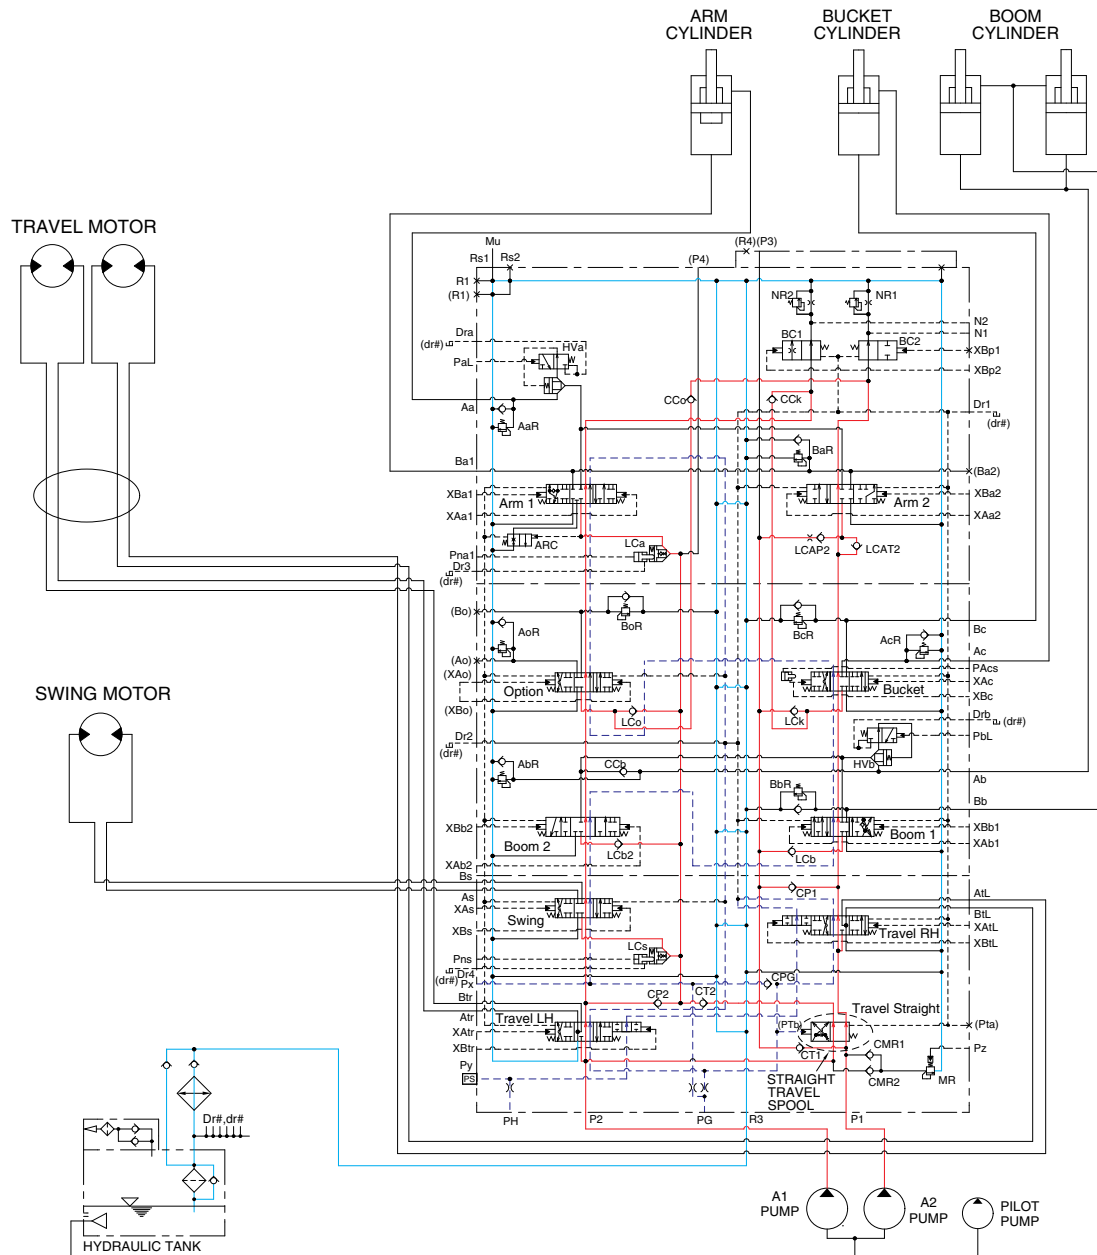 ARM
CYLINDER
BUCKET
CYLINDER
BOOM
CYLINDER
TRAVEL MOTOR
Mu
Rs1
Rs2
(R4)(P3)
(P4)
R1
(R1)
NR2
NR1
N2
N1
Dra
(dr#)
HVa
BC1
BC2
XBp1
PaL
XBp2
CCo
CCk
Dr1
(dr#)
Aa
AaR
BaR
Ba1
(Ba2)
XBa1
Arm 1
Arm 2
XBa2
XAa1
XAa2
ARC
LCa
LCAP2
LCAT2
Pna1
Dr3
(dr#)
(Bo)
BoR
BcR
Bc
AoR
AcR
Ac
(Ao)
PAcs
(XAo)
XAc
Option
Bucket
XBc
(XBo)
LCo
LCk
Drb
(dr#)
SWING MOTOR
Dr2
(dr#)
PbL
HVb
AbR
CCb
Ab
BbR
Bb
XBb2
Boom 2
Boom 1
XBb1
XAb1
XAb2
LCb2
LCb
Bs
CP1
AtL
As
XAs
Swing
BtL
XAtL
Travel RH
XBs
XBtL
Pns
LCs
Dr4
(dr#)
Px
CPG
Btr
CP2
CT2
Travel Straight
Atr
Travel LH
(PTb)
(Pta)
XAtr
CMR1
XBtr
CT1
Pz
Py
STRAIGHT
TRAVEL
SPOOL
CMR2
MR
PS
PH
P2
PG
R3
P1
Dr#,dr#
A1
PUMP
A2
PUMP
PILOT
PUMP
HYDRAULIC TANK